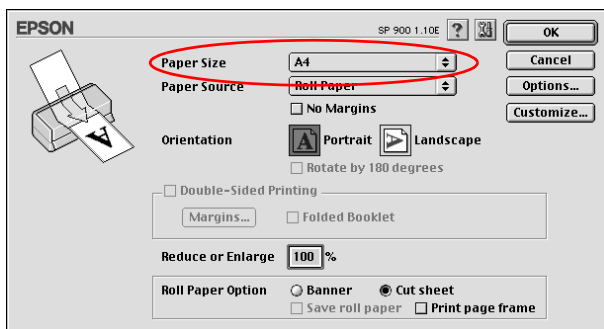 EPSON SP 900 1.10E ? OK
Paper Size A4 Cancel
Paper Source Roll Paper Options...
No Margins Customize...
Orientation A Portrait A Landscape
Rotate by 180 degrees
Double-Sided Printing
Margins... Folded Booklet
Reduce or Enlarge 100 %
Roll Paper Option Banner Cut sheet
Save roll paper Print page frame
A